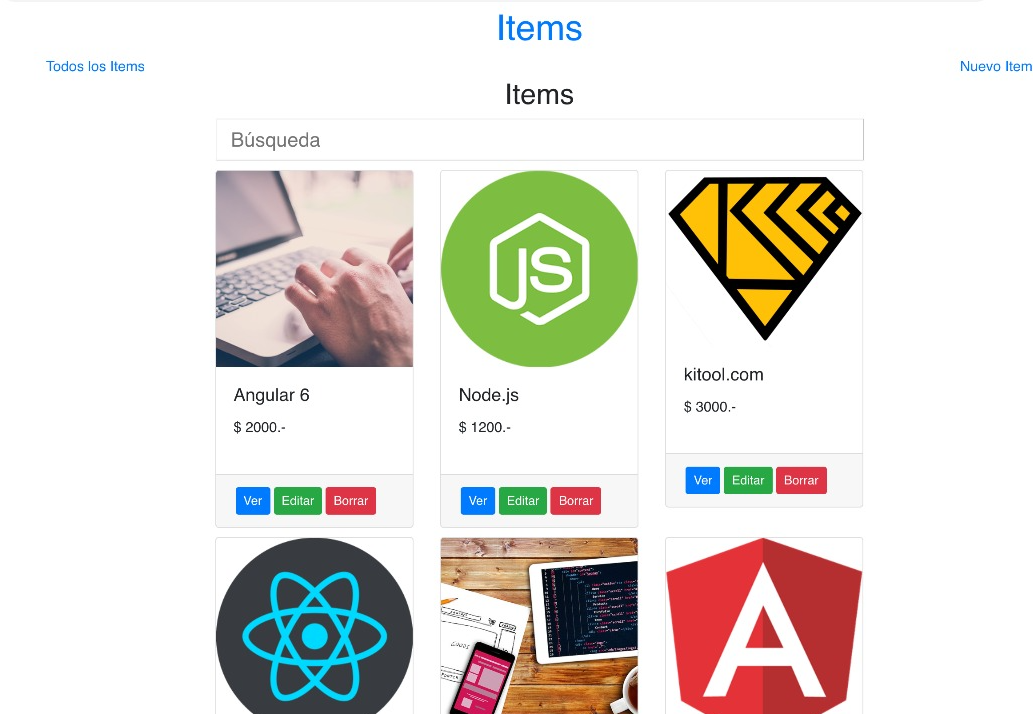 Items
Todos los Items
Nuevo Item
Items
Búsqueda
JS
Angular 6
$ 2000.-
Ver Editar Borrar
Node.js
$ 1200.-
Ver Editar Borrar
kitool.com
$ 3000.-
Ver Editar Borrar
A